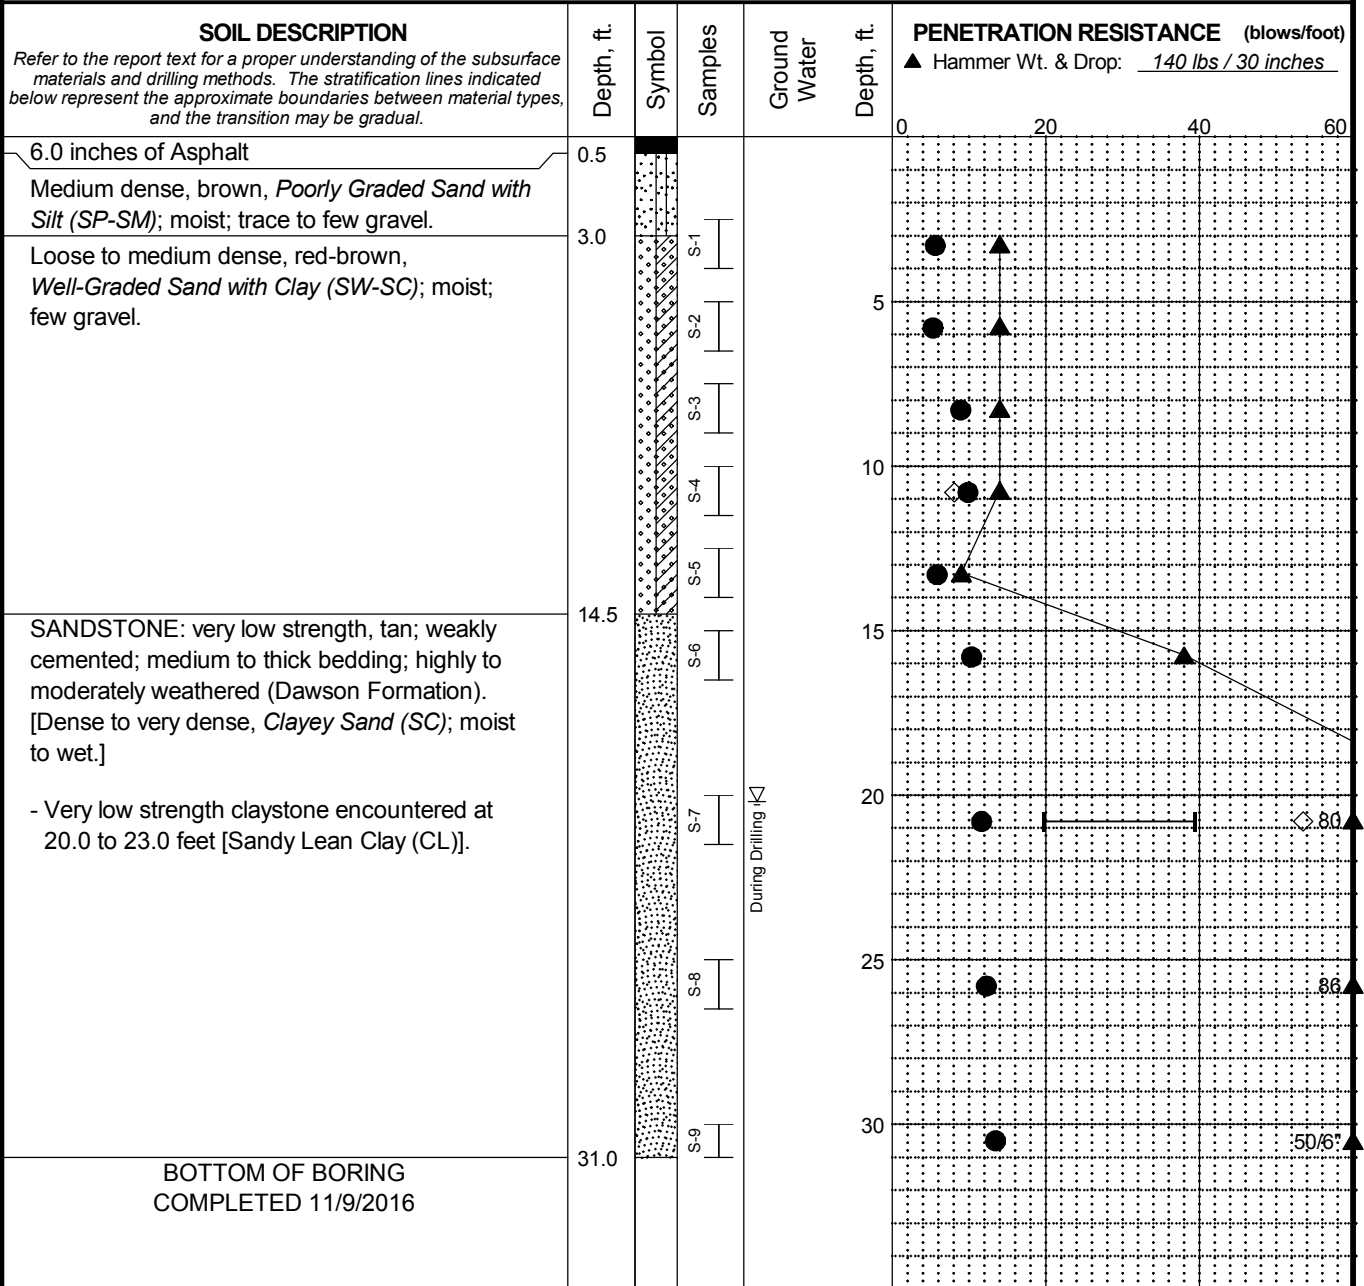 SOIL DESCRIPTION
Refer to the report text for a proper understanding of the subsurface
materials and drilling methods. The stratification lines indicated
below represent the approximate boundaries between material types,
and the transition may be gradual.
Depth, ft.
Symbol
Samples
Ground
Water
Depth, ft.
PENETRATION RESISTANCE (blows/foot)
▲ Hammer Wt. & Drop: 140 lbs / 30 inches
0 20 40 60
6.0 inches of Asphalt
0.5
Medium dense, brown, Poorly Graded Sand with
Silt (SP-SM); moist; trace to few gravel.
3.0
Loose to medium dense, red-brown,
Well-Graded Sand with Clay (SW-SC); moist;
few gravel.
14.5
SANDSTONE: very low strength, tan; weakly
cemented; medium to thick bedding; highly to
moderately weathered (Dawson Formation).
[Dense to very dense, Clayey Sand (SC); moist
to wet.]
- Very low strength claystone encountered at
20.0 to 23.0 feet [Sandy Lean Clay (CL)].
31.0
BOTTOM OF BORING
COMPLETED 11/9/2016
S-1
S-2
S-3
S-4
S-5
S-6
S-7
S-8
S-9
During Drilling
5
10
15
20
25
30
80
86
50/6"